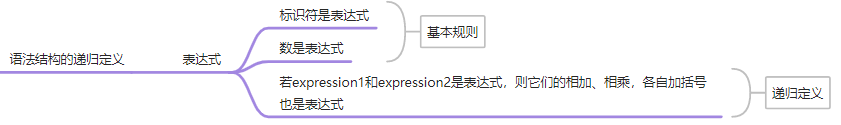 标识符是表达式
基本规则
语法结构的递归定义
表达式
数是表达式
若expression1和expression2是表达式，则它们的相加、相乘，各自加括号
也是表达式
递归定义